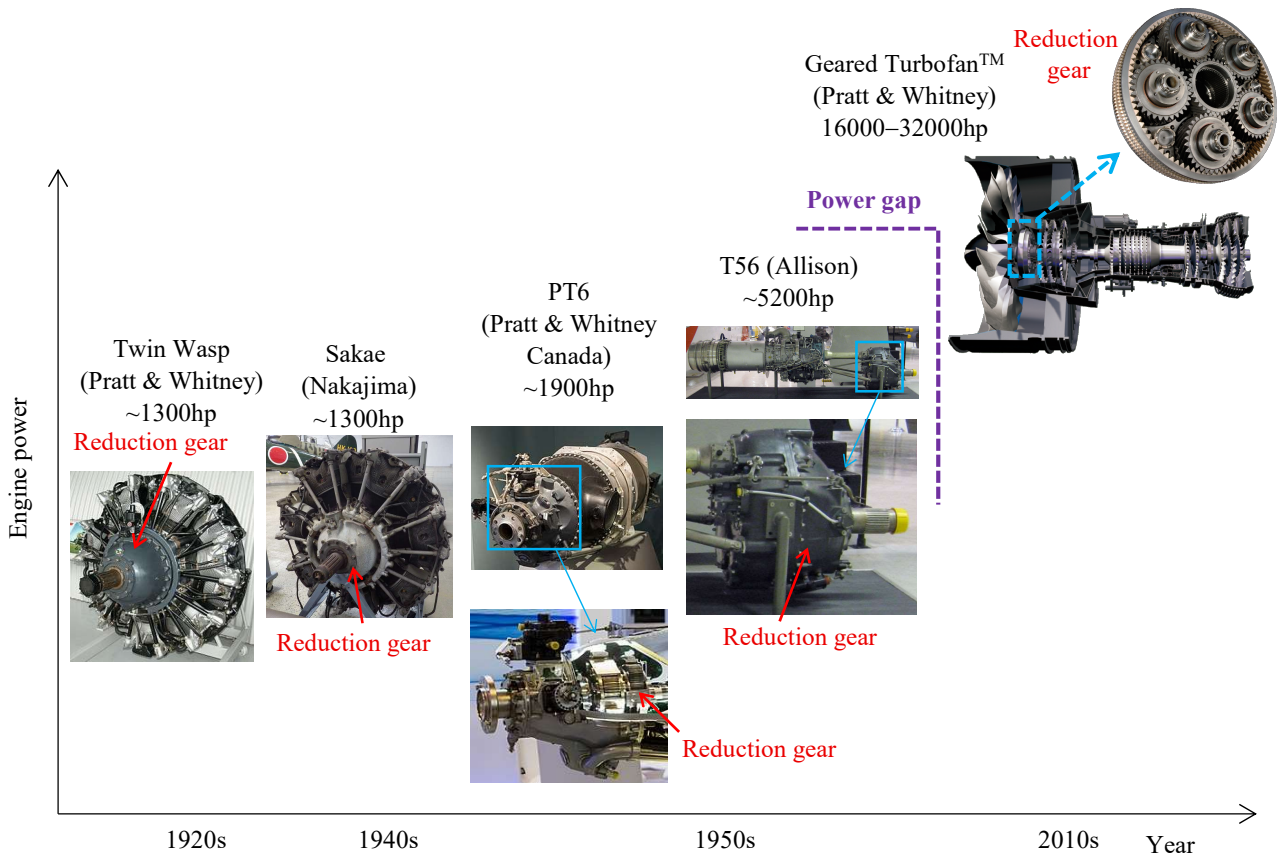 Reduction
gear
Geared Turbofan™
(Pratt & Whitney)
16000–32000hp
Power gap
T56 (Allison)
~5200hp
PT6
(Pratt & Whitney
Canada)
~1900hp
Twin Wasp
(Pratt & Whitney)
~1300hp
Reduction gear
Sakae
(Nakajima)
~1300hp
Reduction gear
Reduction gear
Reduction gear
Engine power
1920s
1940s
1950s
2010s
Year